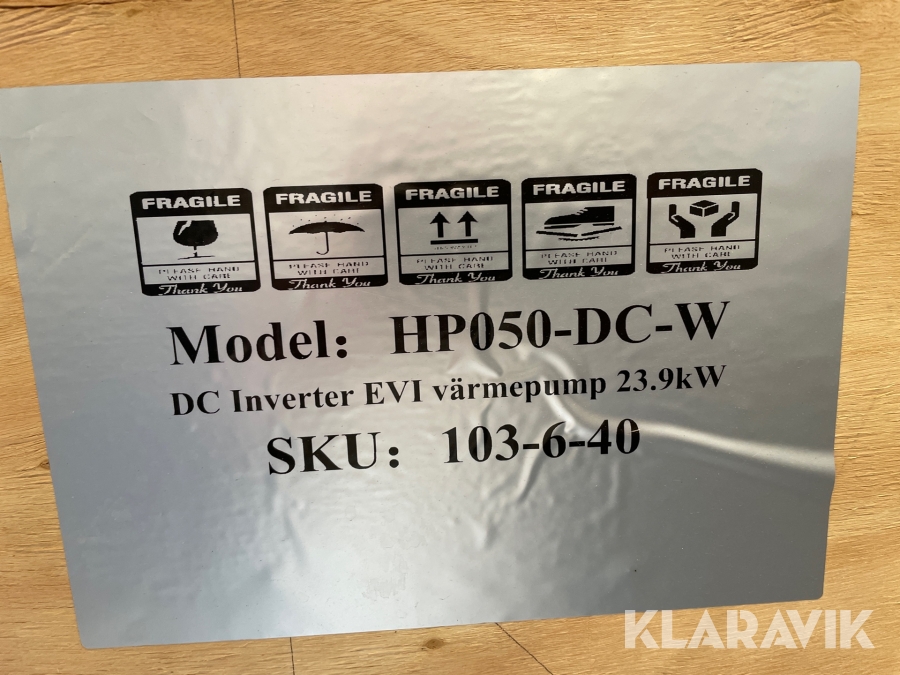 FRAGILE FRAGILE FRAGILE FRAGILE FRAGILE
PLEASE HAND PLEASE HAND PLEASE HAND PLEASE HAND PLEASE HAND
WITH CARE WITH CARE WITH CARE WITH CARE WITH CARE
Thank You Thank You Thank You Thank You Thank You
Model: HP050-DC-W
DC Inverter EVI värmepump 23.9kW
SKU: 103-6-40
KLARAVIK